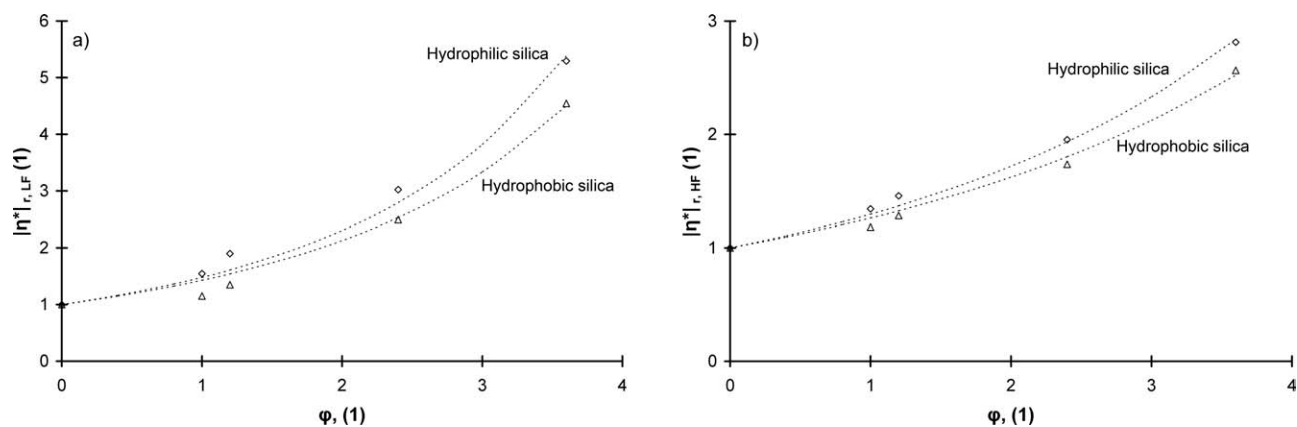 a)
6
5
4
3
2
1
0
|η*|r, LF (1)
Hydrophilic silica
Hydrophobic silica
0 1 2 3 4
φ, (1)
b)
3
2
1
0
|η*|r, HF (1)
Hydrophilic silica
Hydrophobic silica
0 1 2 3 4
φ, (1)